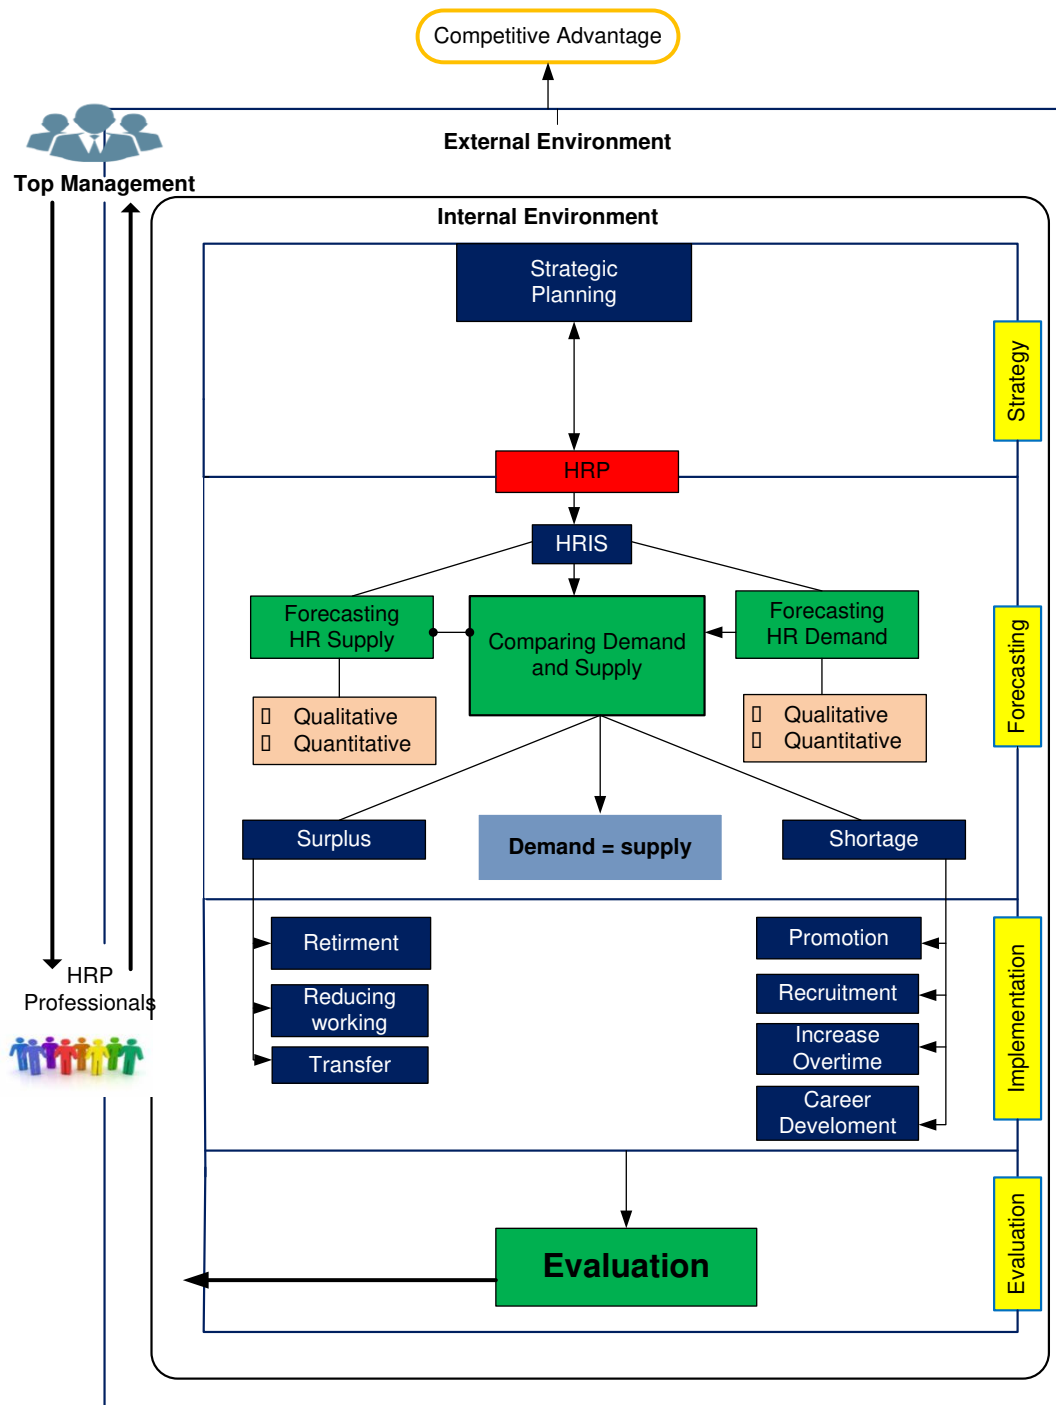 Competitive Advantage
External Environment
Top Management
Internal Environment
Strategic
Planning
Strategy
HRP
HRIS
Forecasting
HR Supply
Comparing Demand
and Supply
Forecasting
HR Demand
Forecasting
Qualitative
Quantitative
Qualitative
Quantitative
Surplus
Demand = supply
Shortage
HRP
Professionals
Retirment
Reducing
working
Transfer
Promotion
Recruitment
Increase
Overtime
Career
Develoment
Implementation
Evaluation
Evaluation